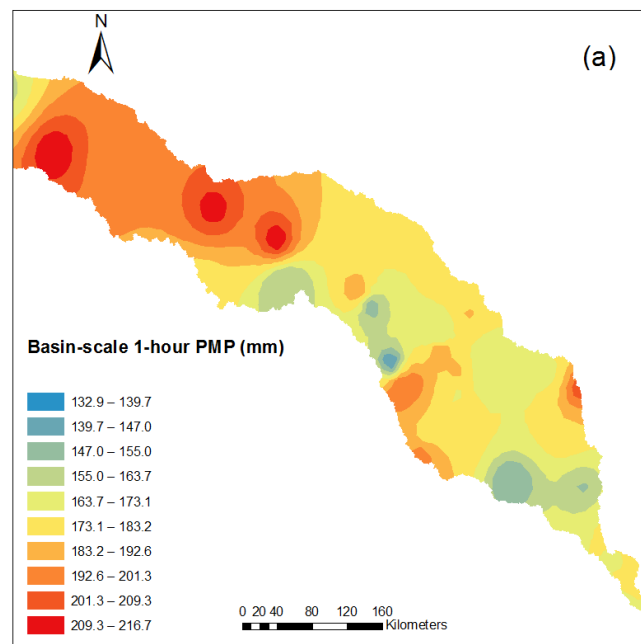 N
(a)
Basin-scale 1-hour PMP (mm)
132.9 – 139.7
139.7 – 147.0
147.0 – 155.0
155.0 – 163.7
163.7 – 173.1
173.1 – 183.2
183.2 – 192.6
192.6 – 201.3
201.3 – 209.3
209.3 – 216.7
0 20 40 80 120 160
Kilometers